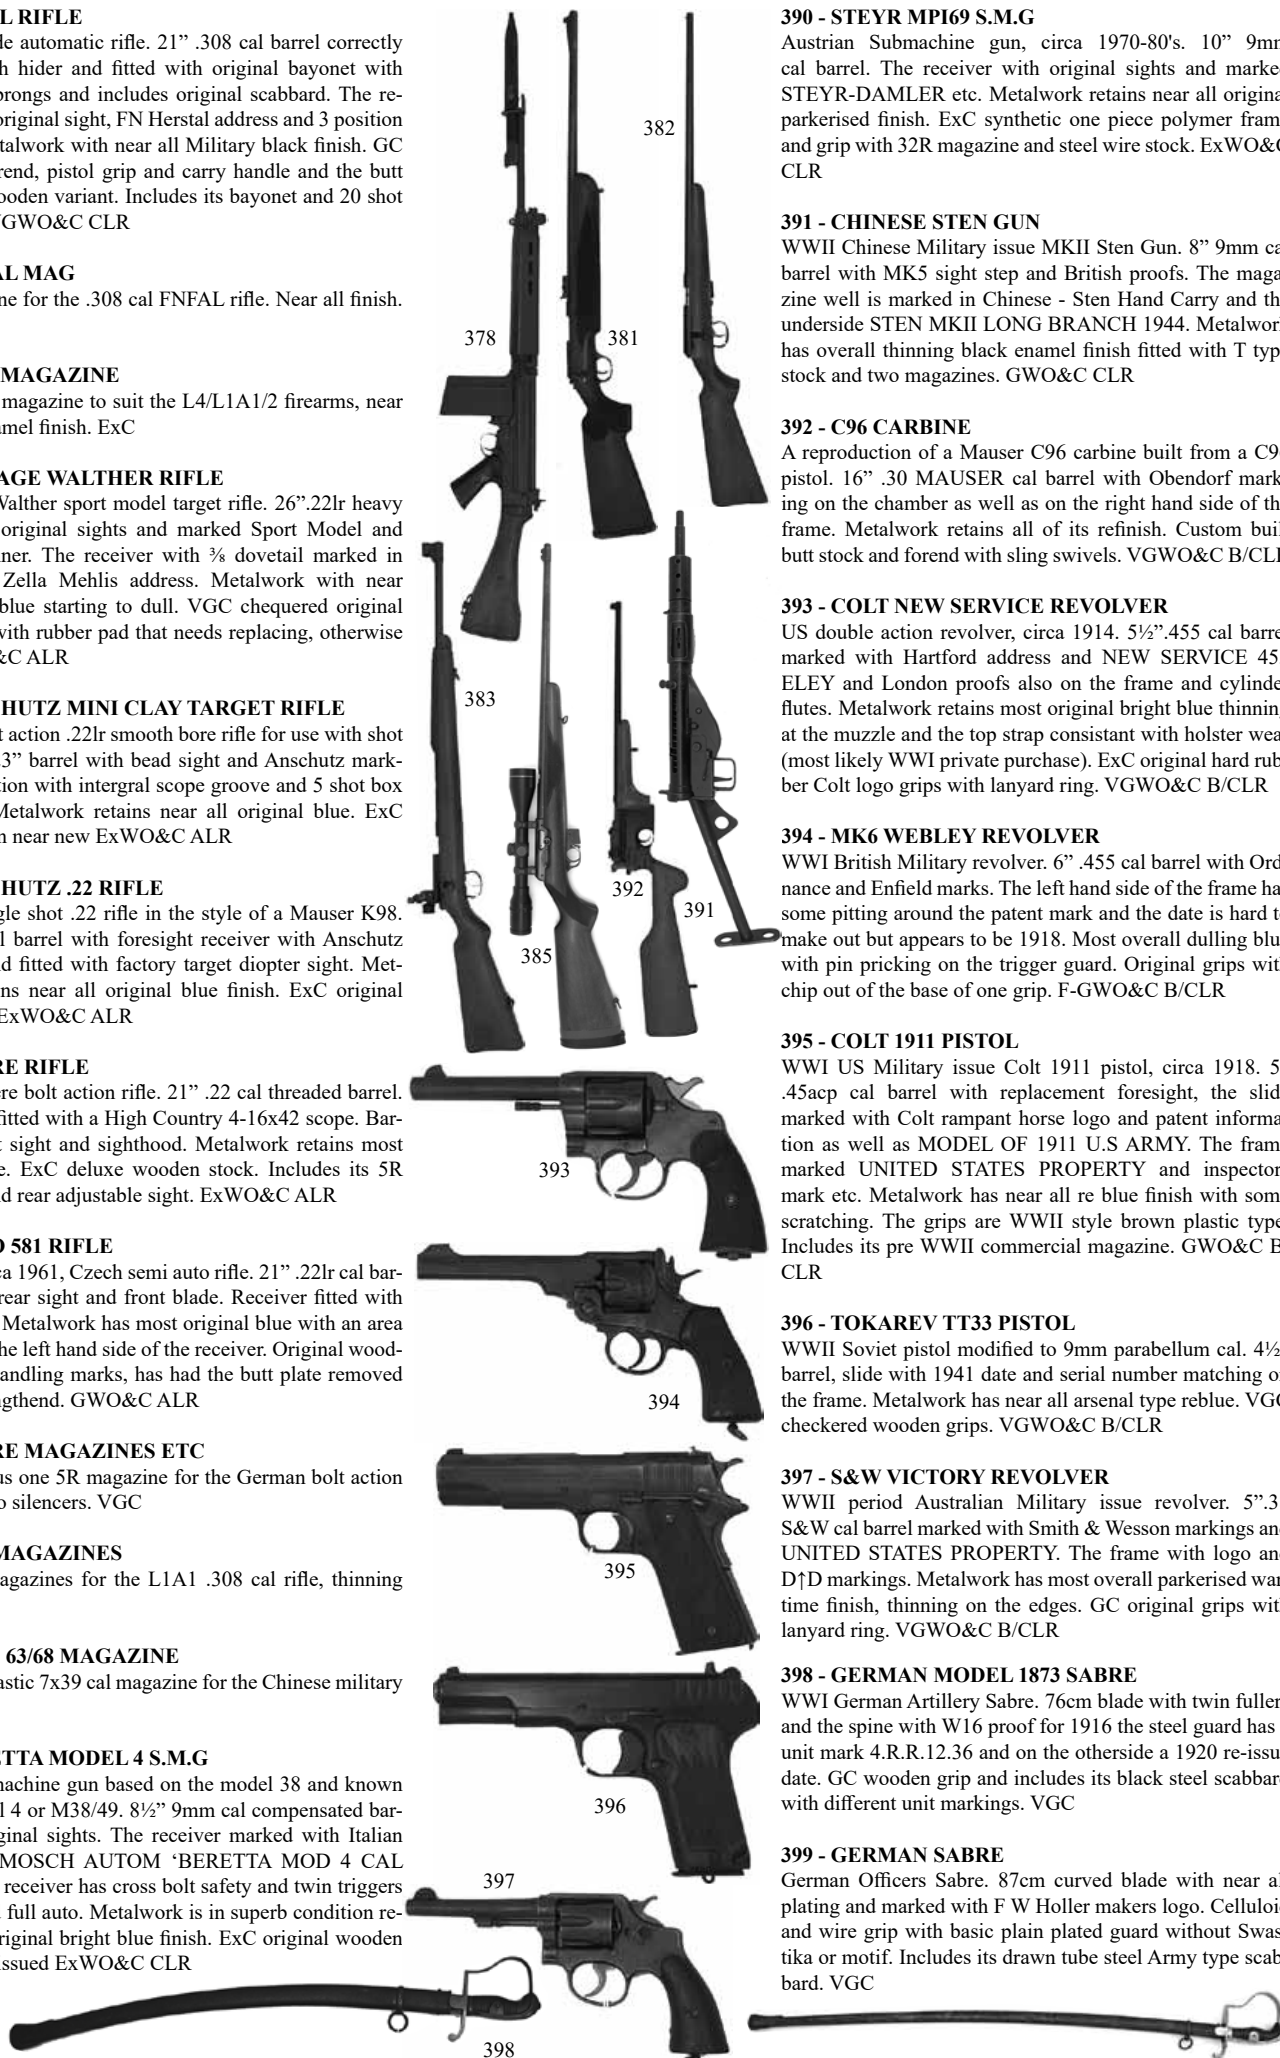 L RIFLE
de automatic rifle. 21” .308 cal barrel correctly
h hider and fitted with original bayonet with
prongs and includes original scabbard. The re-
original sight, FN Herstal address and 3 position
talwork with near all Military black finish. GC
rend, pistol grip and carry handle and the butt
ooden variant. Includes its bayonet and 20 shot
VGWO&C CLR
AL MAG
ne for the .308 cal FNFAL rifle. Near all finish.
MAGAZINE
magazine to suit the L4/L1A1/2 firearms, near
amel finish. ExC
AGE WALTHER RIFLE
Walther sport model target rifle. 26”.22lr heavy
original sights and marked Sport Model and
ner. The receiver with ⅜ dovetail marked in
Zella Mehlis address. Metalwork with near
blue starting to dull. VGC chequered original
with rubber pad that needs replacing, otherwise
&C ALR
HUTZ MINI CLAY TARGET RIFLE
t action .22lr smooth bore rifle for use with shot
3” barrel with bead sight and Anschutz mark-
tion with intergral scope groove and 5 shot box
Metalwork retains near all original blue. ExC
n near new ExWO&C ALR
HUTZ .22 RIFLE
gle shot .22 rifle in the style of a Mauser K98.
l barrel with foresight receiver with Anschutz
nd fitted with factory target diopter sight. Met-
ns near all original blue finish. ExC original
ExWO&C ALR
RE RIFLE
ere bolt action rifle. 21” .22 cal threaded barrel.
fitted with a High Country 4-16x42 scope. Bar-
t sight and sighthood. Metalwork retains most
e. ExC deluxe wooden stock. Includes its 5R
nd rear adjustable sight. ExWO&C ALR
O 581 RIFLE
ca 1961, Czech semi auto rifle. 21” .22lr cal bar-
rear sight and front blade. Receiver fitted with
Metalwork has most original blue with an area
he left hand side of the receiver. Original wood-
andling marks, has had the butt plate removed
ngthend. GWO&C ALR
RE MAGAZINES ETC
us one 5R magazine for the German bolt action
o silencers. VGC
MAGAZINES
agazines for the L1A1 .308 cal rifle, thinning
63/68 MAGAZINE
astic 7x39 cal magazine for the Chinese military
ETTA MODEL 4 S.M.G
machine gun based on the model 38 and known
l 4 or M38/49. 8½” 9mm cal compensated bar-
ginal sights. The receiver marked with Italian
MOSCH AUTOM ‘BERETTA MOD 4 CAL
receiver has cross bolt safety and twin triggers
full auto. Metalwork is in superb condition re-
riginal bright blue finish. ExC original wooden
issued ExWO&C CLR
382
378
381
383
392
391
385
393
394
395
396
397
398
390 - STEYR MPI69 S.M.G
Austrian Submachine gun, circa 1970-80's. 10” 9mm
cal barrel. The receiver with original sights and marked
STEYR-DAMLER etc. Metalwork retains near all original
parkerised finish. ExC synthetic one piece polymer frame
and grip with 32R magazine and steel wire stock. ExWO&C
CLR
391 - CHINESE STEN GUN
WWII Chinese Military issue MKII Sten Gun. 8” 9mm cal
barrel with MK5 sight step and British proofs. The maga-
zine well is marked in Chinese - Sten Hand Carry and the
underside STEN MKII LONG BRANCH 1944. Metalwork
has overall thinning black enamel finish fitted with T type
stock and two magazines. GWO&C CLR
392 - C96 CARBINE
A reproduction of a Mauser C96 carbine built from a C96
pistol. 16” .30 MAUSER cal barrel with Obendorf mark-
ing on the chamber as well as on the right hand side of the
frame. Metalwork retains all of its refinish. Custom built
butt stock and forend with sling swivels. VGWO&C B/CLR
393 - COLT NEW SERVICE REVOLVER
US double action revolver, circa 1914. 5½”.455 cal barrel
marked with Hartford address and NEW SERVICE 45
ELEY and London proofs also on the frame and cylinder
flutes. Metalwork retains most original bright blue thinning
at the muzzle and the top strap consistant with holster wear
(most likely WWI private purchase). ExC original hard rub-
ber Colt logo grips with lanyard ring. VGWO&C B/CLR
394 - MK6 WEBLEY REVOLVER
WWI British Military revolver. 6” .455 cal barrel with Ord-
nance and Enfield marks. The left hand side of the frame has
some pitting around the patent mark and the date is hard to
make out but appears to be 1918. Most overall dulling blue
with pin pricking on the trigger guard. Original grips with
chip out of the base of one grip. F-GWO&C B/CLR
395 - COLT 1911 PISTOL
WWI US Military issue Colt 1911 pistol, circa 1918. 5”
.45acp cal barrel with replacement foresight, the slide
marked with Colt rampant horse logo and patent informa-
tion as well as MODEL OF 1911 U.S ARMY. The frame
marked UNITED STATES PROPERTY and inspectors
mark etc. Metalwork has near all re blue finish with some
scratching. The grips are WWII style brown plastic type.
Includes its pre WWII commercial magazine. GWO&C B/
CLR
396 - TOKAREV TT33 PISTOL
WWII Soviet pistol modified to 9mm parabellum cal. 4½”
barrel, slide with 1941 date and serial number matching on
the frame. Metalwork has near all arsenal type reblue. VGC
checkered wooden grips. VGWO&C B/CLR
397 - S&W VICTORY REVOLVER
WWII period Australian Military issue revolver. 5”.3
S&W cal barrel marked with Smith & Wesson markings and
UNITED STATES PROPERTY. The frame with logo and
D↑D markings. Metalwork has most overall parkerised war-
time finish, thinning on the edges. GC original grips with
lanyard ring. VGWO&C B/CLR
398 - GERMAN MODEL 1873 SABRE
WWI German Artillery Sabre. 76cm blade with twin fullers
and the spine with W16 proof for 1916 the steel guard has
unit mark 4.R.R.12.36 and on the otherside a 1920 re-issue
date. GC wooden grip and includes its black steel scabbard
with different unit markings. VGC
399 - GERMAN SABRE
German Officers Sabre. 87cm curved blade with near all
plating and marked with F W Holler makers logo. Celluloid
and wire grip with basic plain plated guard without Swas-
tika or motif. Includes its drawn tube steel Army type scab-
bard. VGC